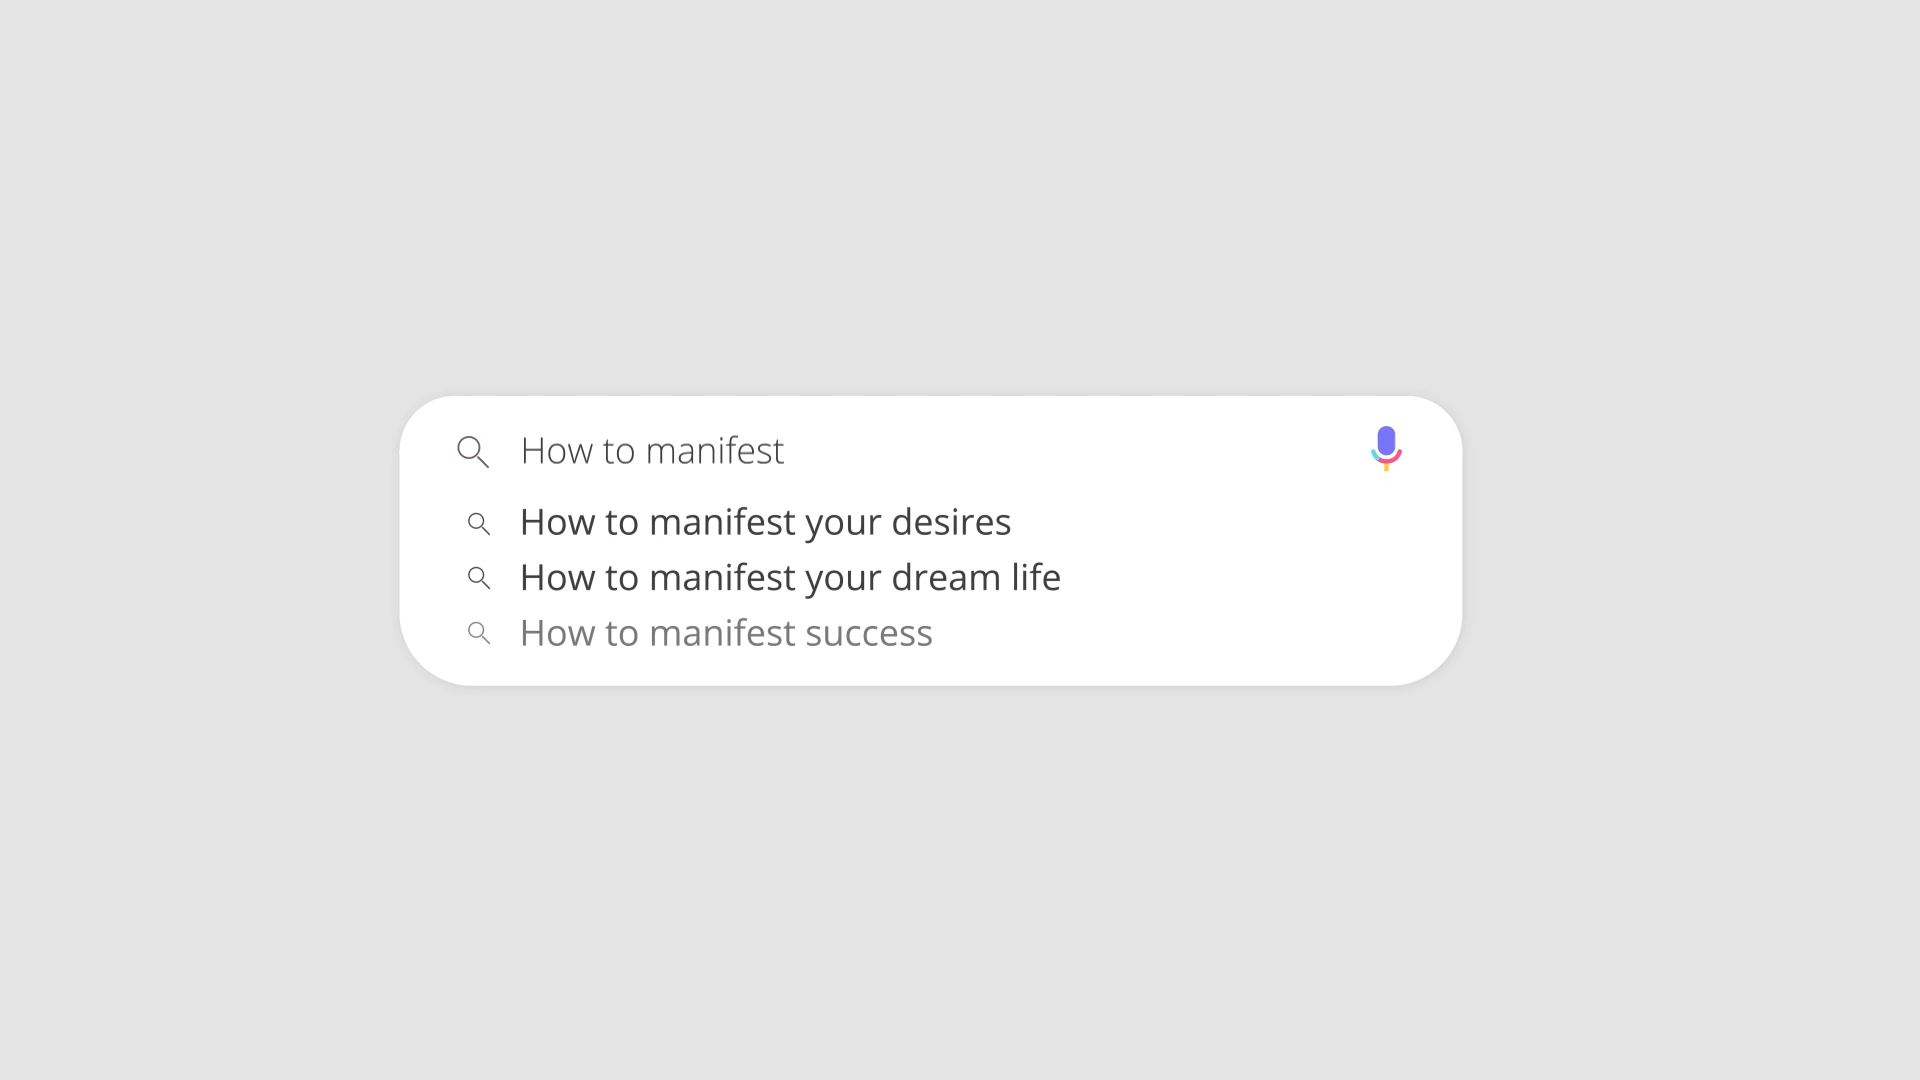 How to manifest
How to manifest your desires
How to manifest your dream life
How to manifest success